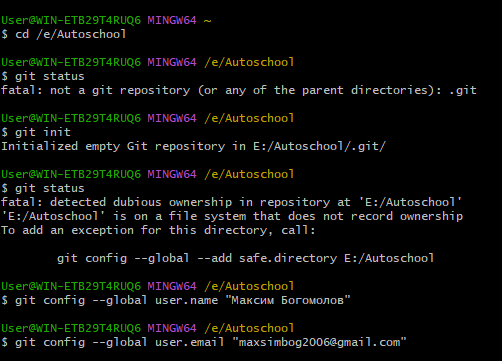 User@WIN-ETB29T4RUQ6 MINGW64 ~
$ cd /e/Autoschool
User@WIN-ETB29T4RUQ6 MINGW64 /e/Autoschool
$ git status
fatal: not a git repository (or any of the parent directories): .git
User@WIN-ETB29T4RUQ6 MINGW64 /e/Autoschool
$ git init
Initialized empty Git repository in E:/Autoschool/.git/
User@WIN-ETB29T4RUQ6 MINGW64 /e/Autoschool
$ git status
fatal: detected dubious ownership in repository at 'E:/Autoschool'
'E:/Autoschool' is on a file system that does not record ownership
To add an exception for this directory, call:
git config --global --add safe.directory E:/Autoschool
User@WIN-ETB29T4RUQ6 MINGW64 /e/Autoschool
$ git config --global user.name "Максим Богомолов"
User@WIN-ETB29T4RUQ6 MINGW64 /e/Autoschool
$ git config --global user.email "maxsimbog2006@gmail.com"